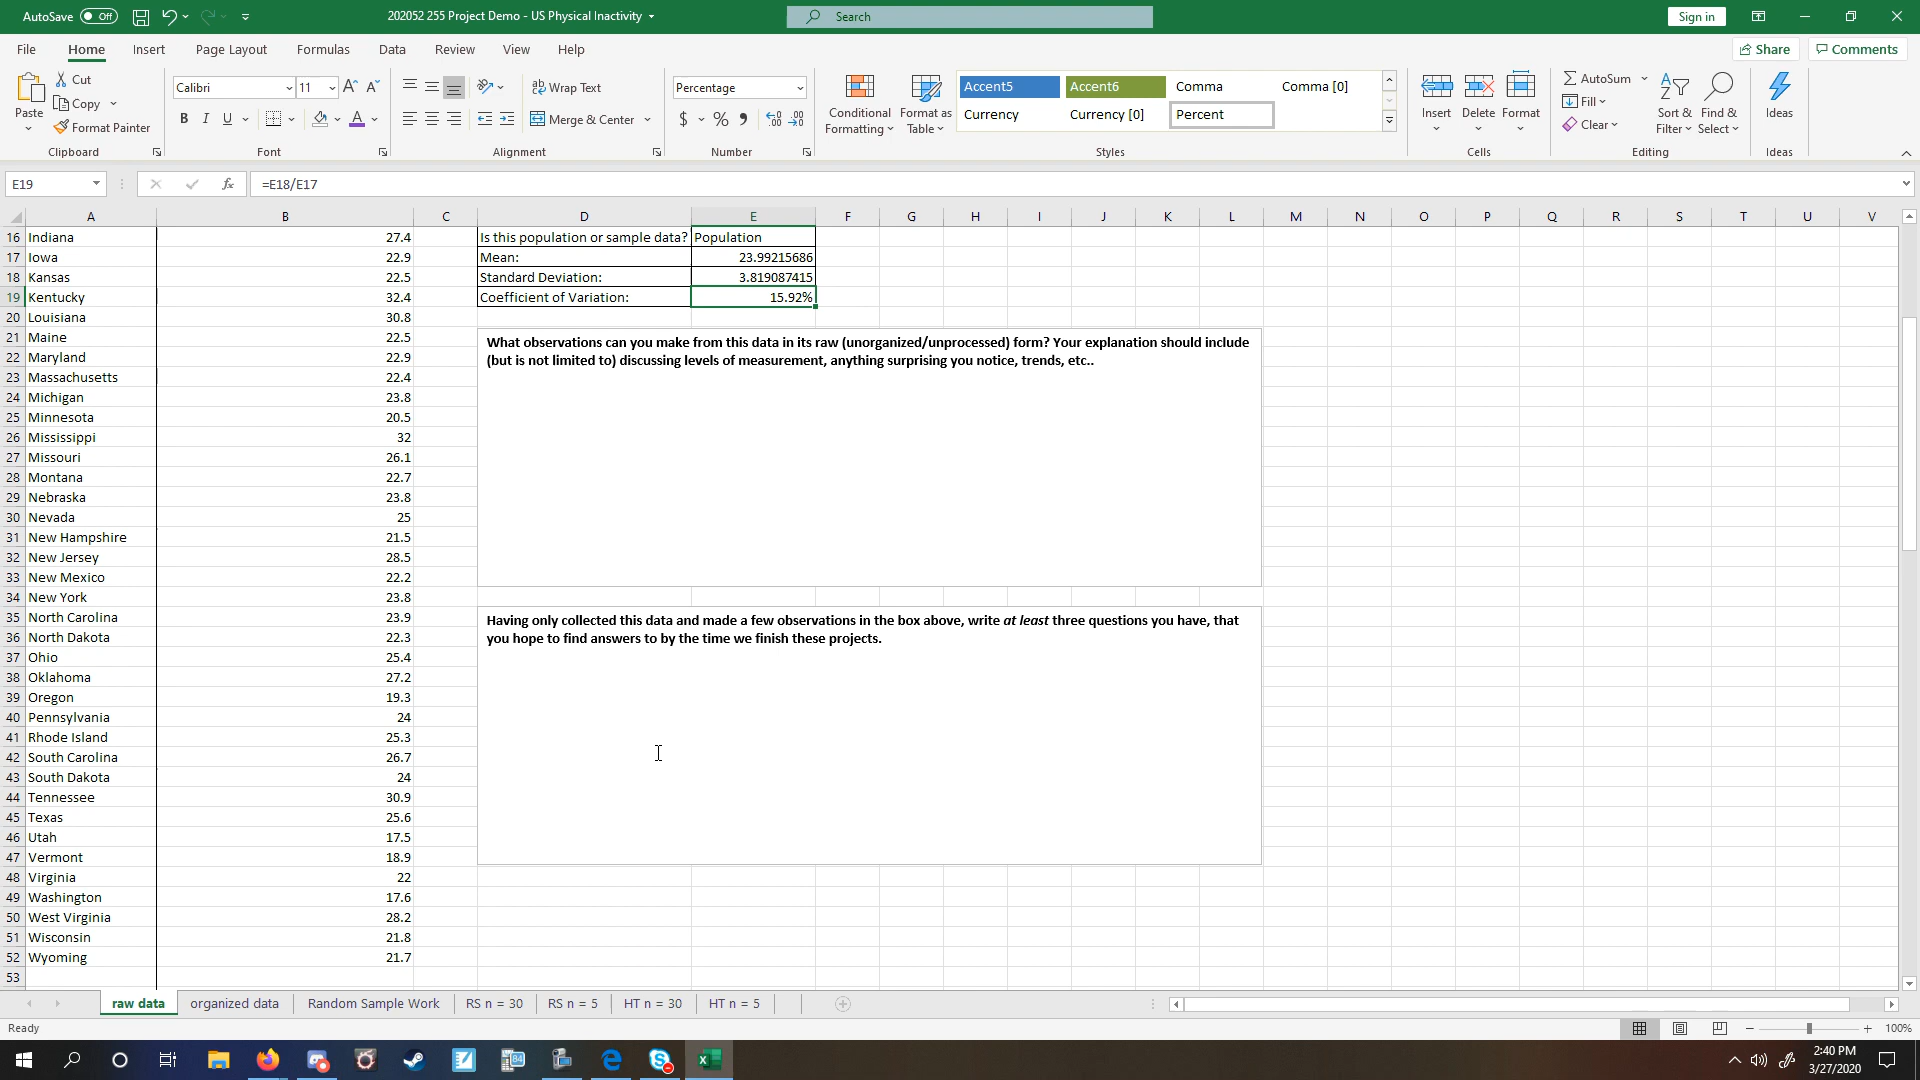 AutoSave Off 202052 255 Project Demo - US Physical Inactivity Search Sign in
File Home Insert Page Layout Formulas Data Review View Help Share Comments
Cut
Copy
Format Painter
Paste
Clipboard
Calibri 11
B I U
Font
Wrap Text
Merge & Center
Alignment
Percentage
$ % ,
Number
Conditional Formatting
Format as Table
Accent5 Accent6 Comma Comma [0]
Currency Currency [0] Percent
Styles
Insert Delete Format
Cells
AutoSum
Fill
Clear
Sort & Filter
Find & Select
Editing
Ideas
Ideas
E19 fx =E18/E17
A B C D E F G H I J K L M N O P Q R S T U V
16 Indiana 27.4 Is this population or sample data? Population
17 Iowa 22.9 Mean: 23.99215686
18 Kansas 22.5 Standard Deviation: 3.819087415
19 Kentucky 32.4 Coefficient of Variation: 15.92%
20 Louisiana 30.8
21 Maine 22.5
22 Maryland 22.9
23 Massachusetts 22.4
24 Michigan 23.8
25 Minnesota 20.5
26 Mississippi 32
27 Missouri 26.1
28 Montana 22.7
29 Nebraska 23.8
30 Nevada 25
31 New Hampshire 21.5
32 New Jersey 28.5
33 New Mexico 22.2
34 New York 23.8
35 North Carolina 23.9
36 North Dakota 22.3
37 Ohio 25.4
38 Oklahoma 27.2
39 Oregon 19.3
40 Pennsylvania 24
41 Rhode Island 25.3
42 South Carolina 26.7
43 South Dakota 24
44 Tennessee 30.9
45 Texas 25.6
46 Utah 17.5
47 Vermont 18.9
48 Virginia 22
49 Washington 17.6
50 West Virginia 28.2
51 Wisconsin 21.8
52 Wyoming 21.7
53
What observations can you make from this data in its raw (unorganized/unprocessed) form? Your explanation should include
(but is not limited to) discussing levels of measurement, anything surprising you notice, trends, etc..
Having only collected this data and made a few observations in the box above, write at least three questions you have, that
you hope to find answers to by the time we finish these projects.
raw data organized data Random Sample Work RS n = 30 RS n = 5 HT n = 30 HT n = 5
Ready 100%
2:40 PM
3/27/2020